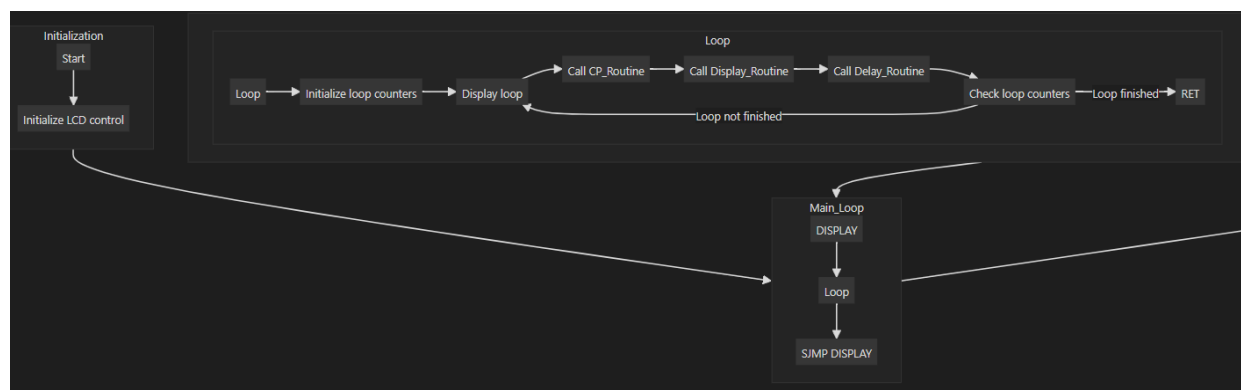 Initialization
Start
Initialize LCD control
Loop
Loop
Initialize loop counters
Display loop
Call CP_Routine
Call Display_Routine
Call Delay_Routine
Check loop counters
Loop finished
RET
Loop not finished
Main_Loop
DISPLAY
Loop
SJMP DISPLAY